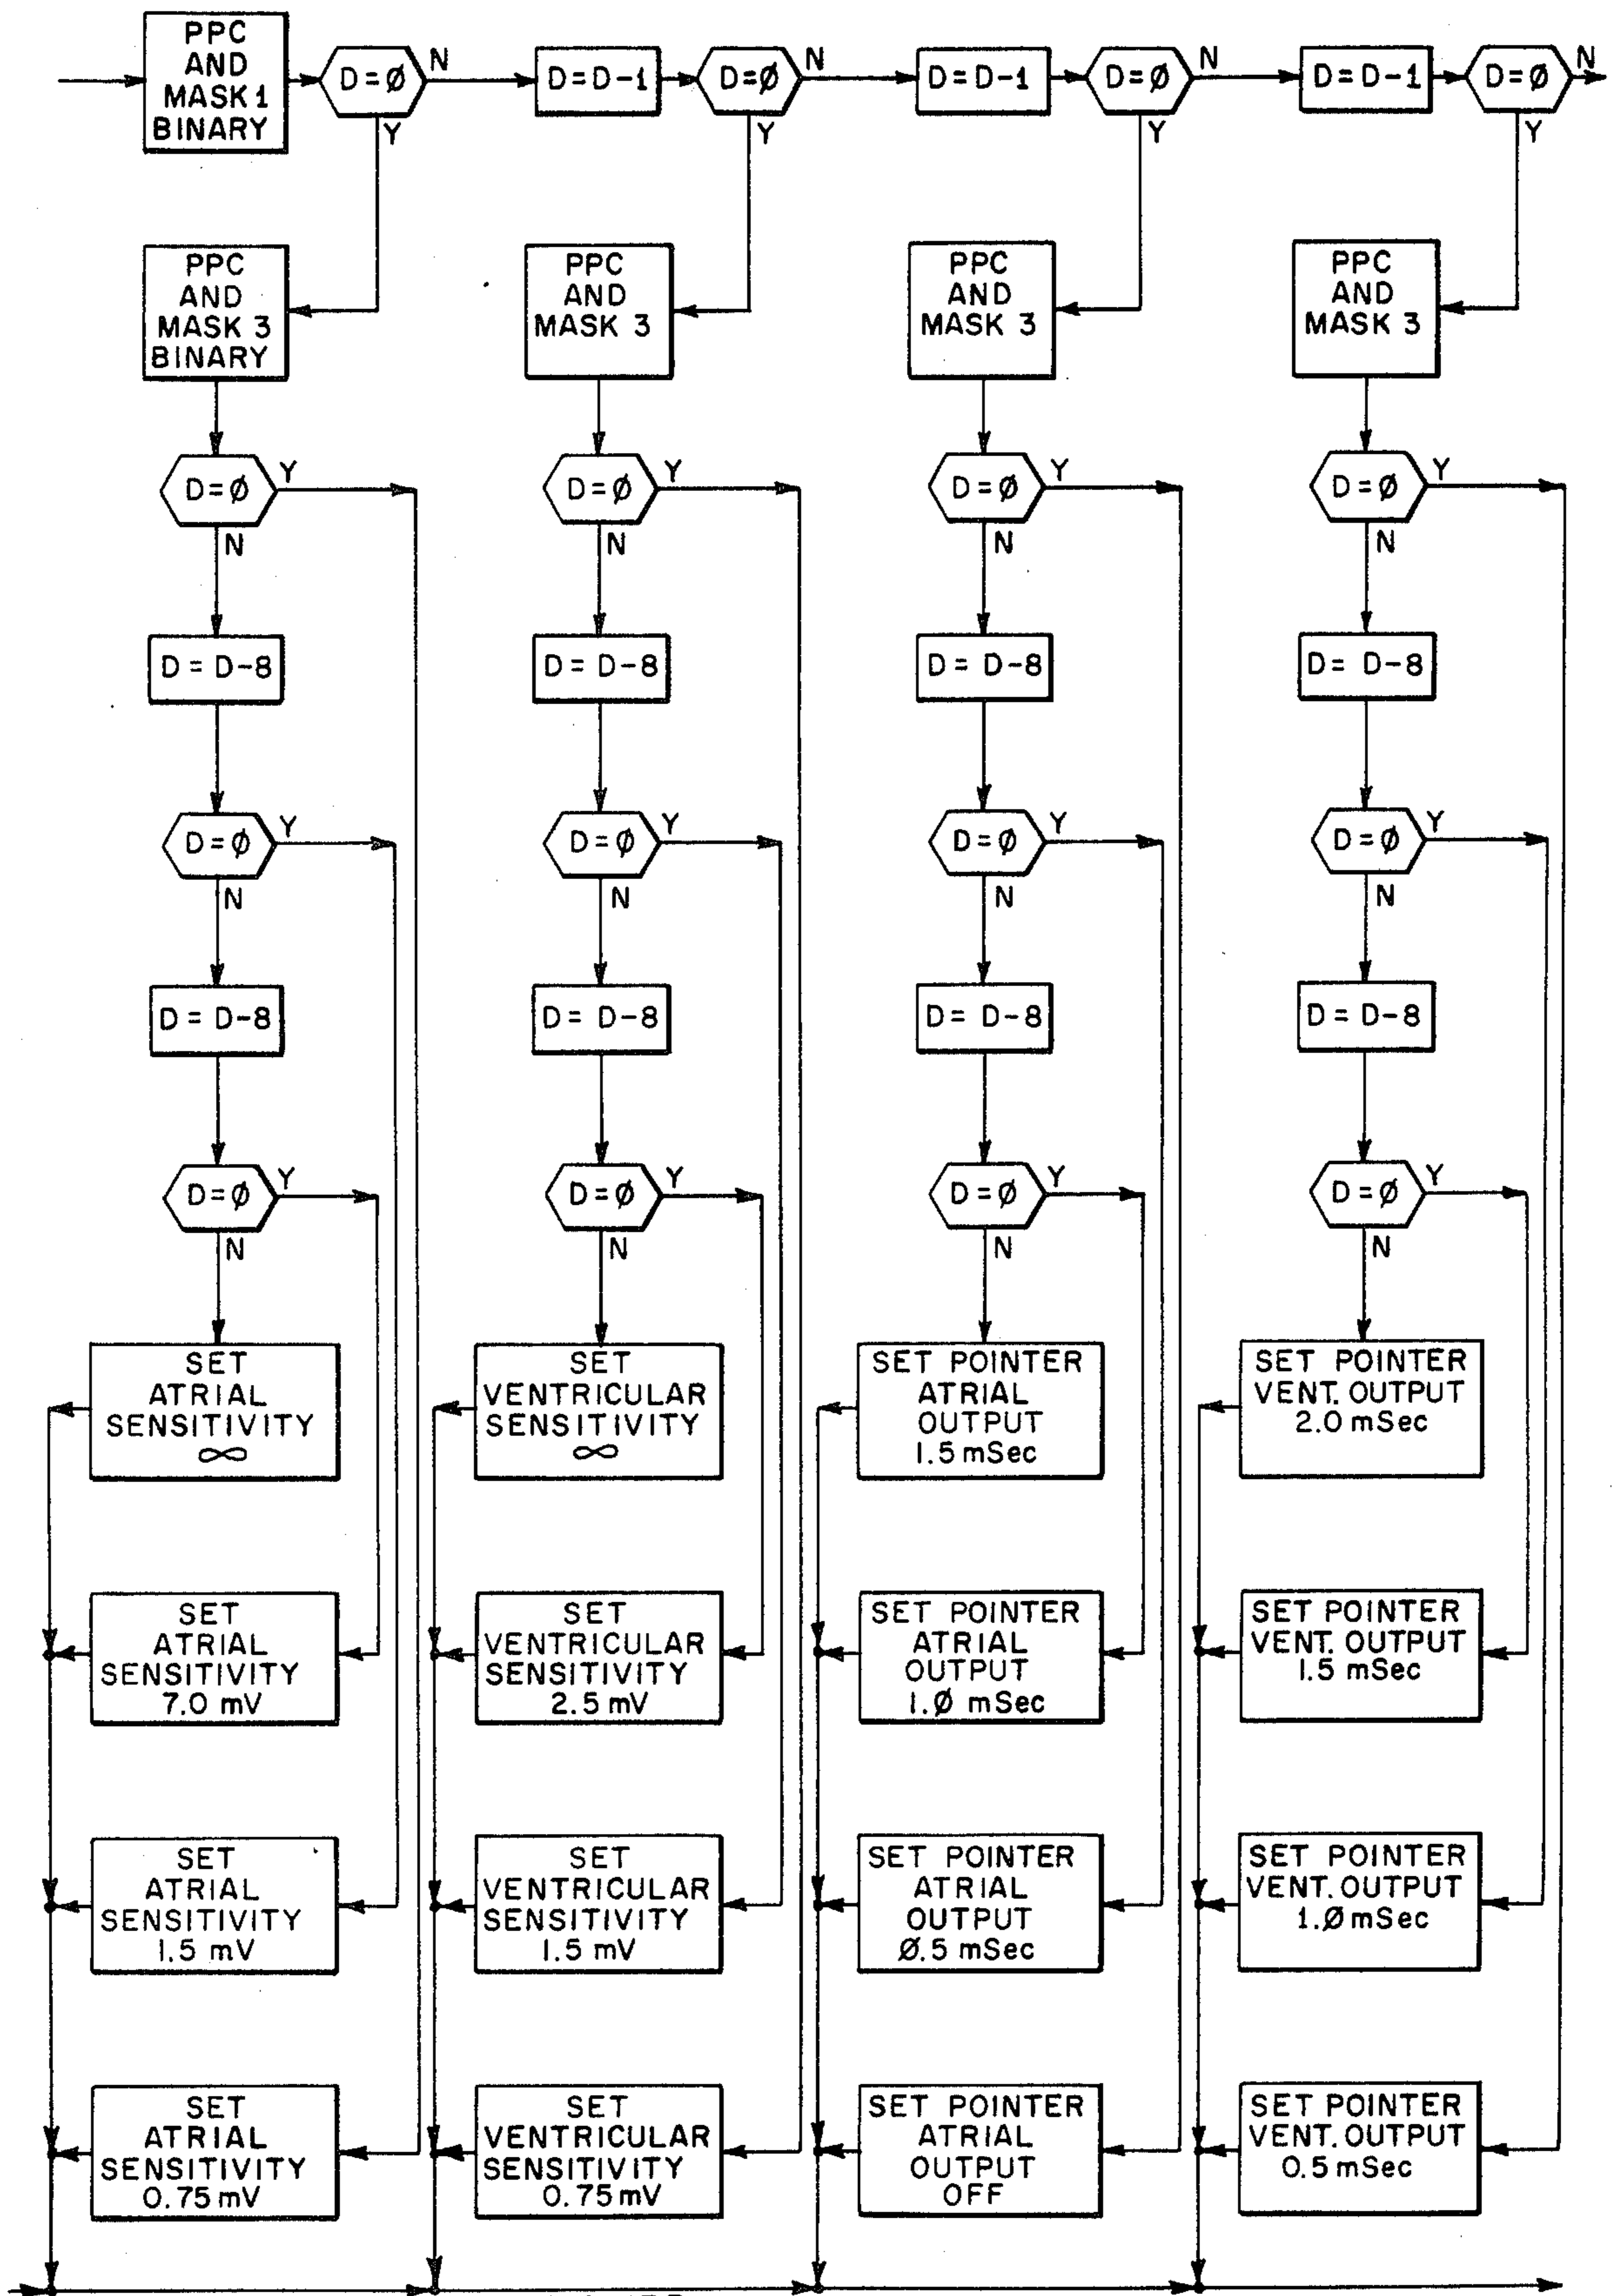 PPC
AND
MASK 1
BINARY
D=Ø
N
Y
D=D-1
D=Ø
N
Y
D=D-1
D=Ø
N
Y
D=D-1
D=Ø
N
Y
PPC
AND
MASK 3
BINARY
D=Ø
Y
N
D = D-8
D=Ø
Y
N
D = D-8
D=Ø
Y
N
SET
ATRIAL
SENSITIVITY
∞
SET
ATRIAL
SENSITIVITY
7.0 mV
SET
ATRIAL
SENSITIVITY
1.5 mV
SET
ATRIAL
SENSITIVITY
0.75 mV
PPC
AND
MASK 3
D=Ø
Y
N
D = D-8
D=Ø
Y
N
D = D-8
D=Ø
Y
N
SET
VENTRICULAR
SENSITIVITY
∞
SET
VENTRICULAR
SENSITIVITY
2.5 mV
SET
VENTRICULAR
SENSITIVITY
1.5 mV
SET
VENTRICULAR
SENSITIVITY
0.75 mV
PPC
AND
MASK 3
D=Ø
Y
N
D = D-8
D=Ø
Y
N
D = D-8
D=Ø
Y
N
SET POINTER
ATRIAL
OUTPUT
1.5 mSec
SET POINTER
ATRIAL
OUTPUT
1.Ø mSec
SET POINTER
ATRIAL
OUTPUT
Ø.5 mSec
SET POINTER
ATRIAL
OUTPUT
OFF
PPC
AND
MASK 3
D=Ø
Y
N
D = D-8
D=Ø
Y
N
D = D-8
D=Ø
Y
N
SET POINTER
VENT. OUTPUT
2.0 mSec
SET POINTER
VENT. OUTPUT
1.5 mSec
SET POINTER
VENT. OUTPUT
1.Ø mSec
SET POINTER
VENT. OUTPUT
0.5 mSec